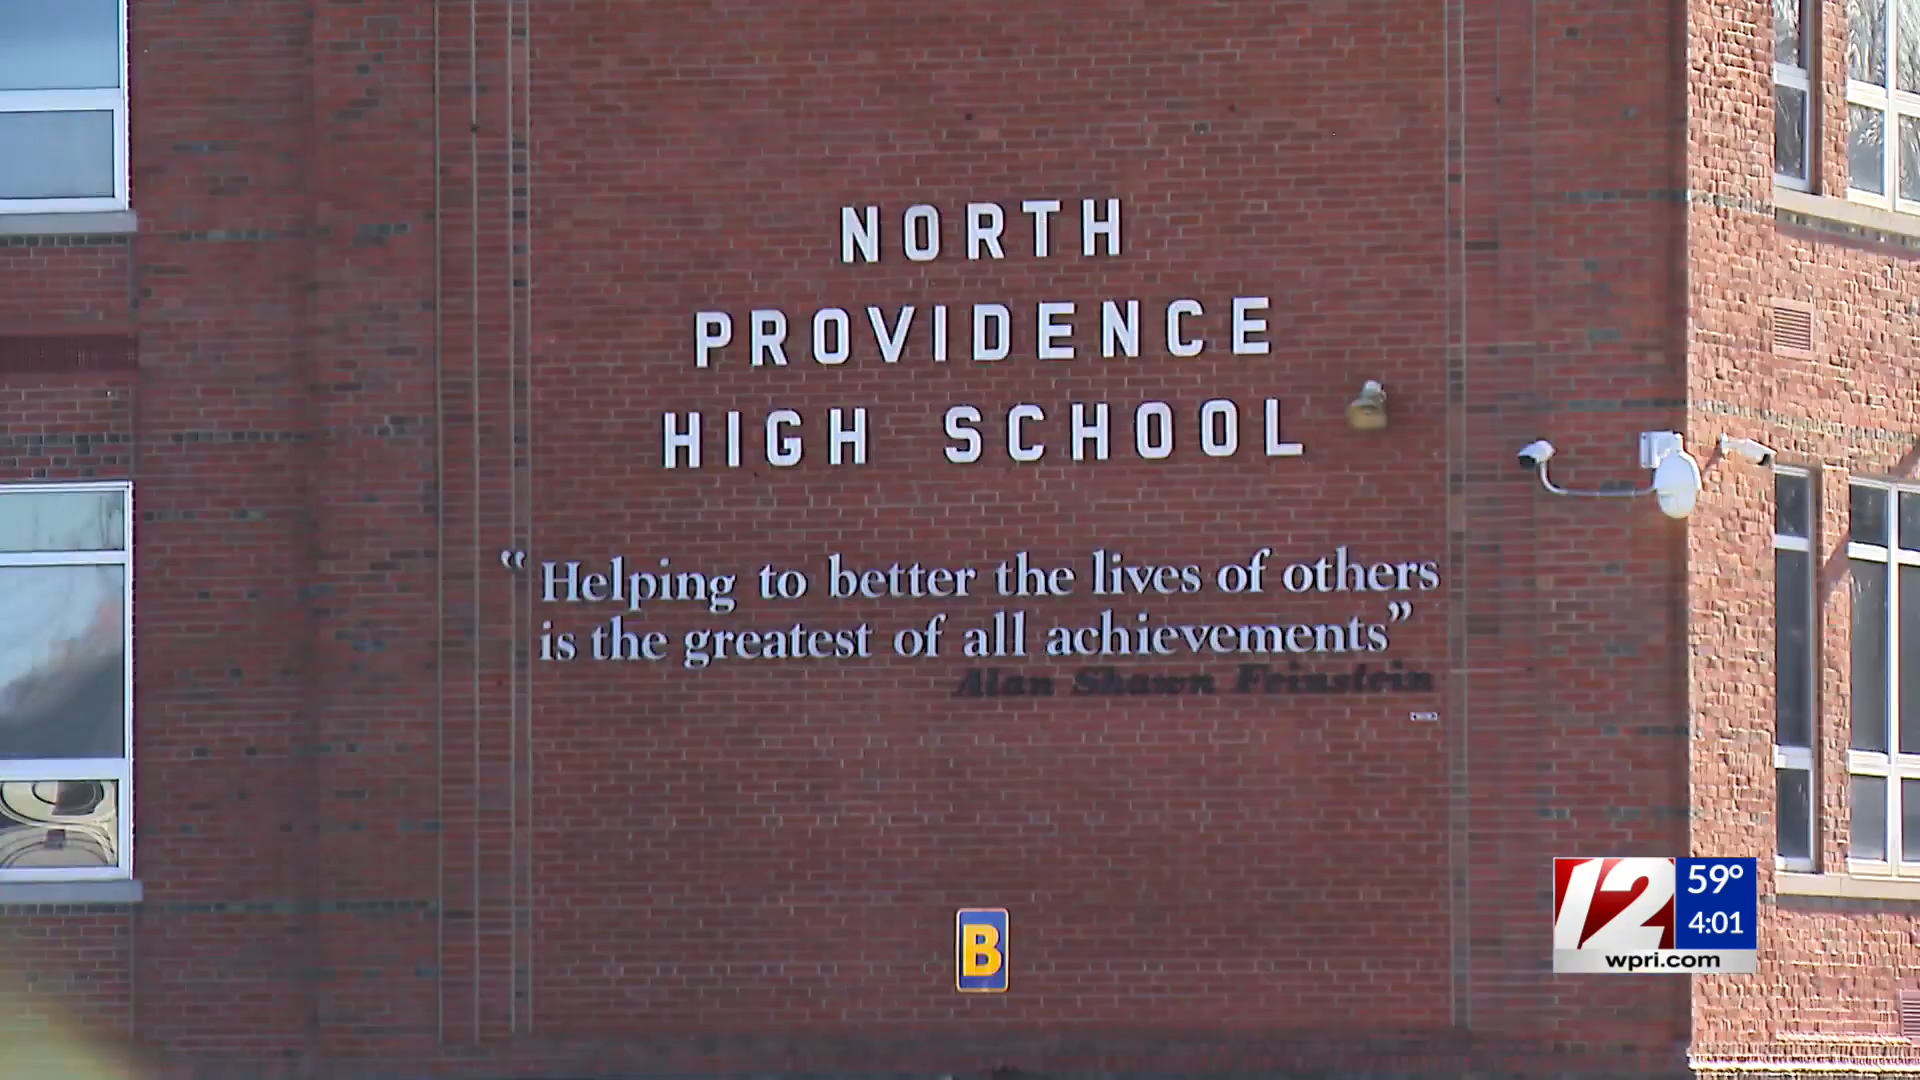 NORTH
PROVIDENCE
HIGH SCHOOL
“Helping to better the lives of others
is the greatest of all achievements”
Alan Shawn Feinstein
B
12
59°
4:01
wpri.com